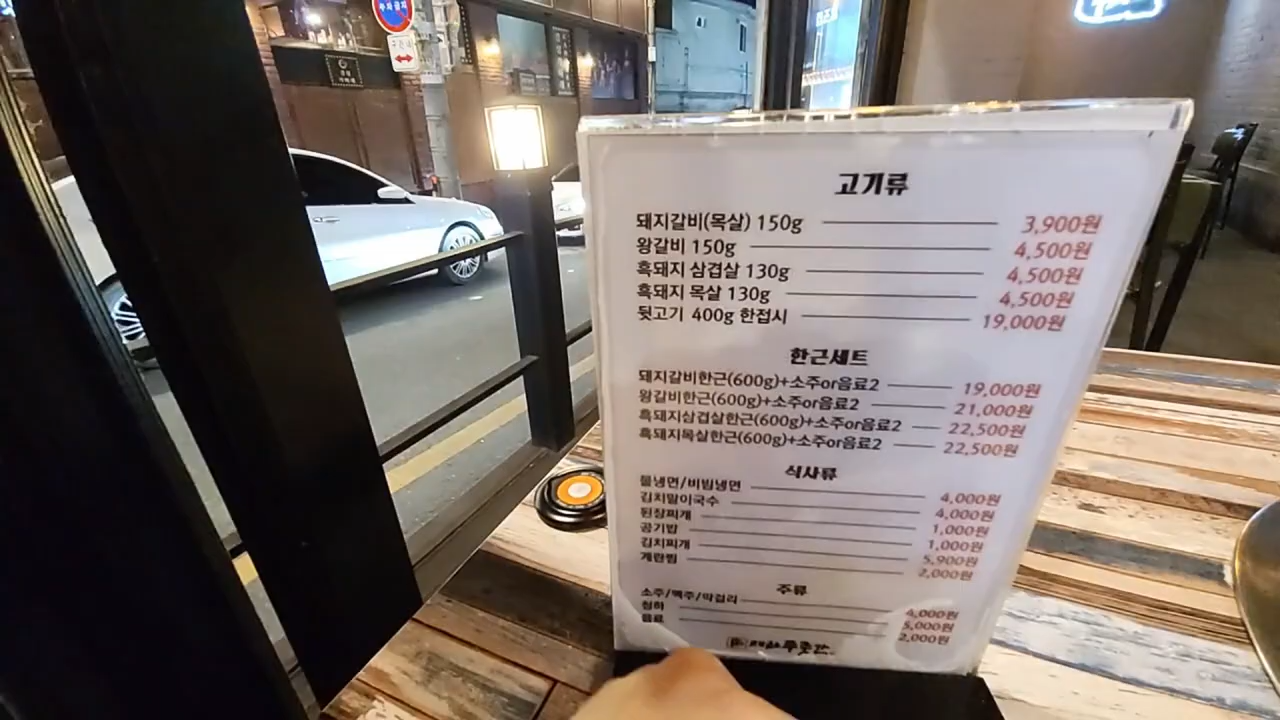 주차금지
구간내
고기류
돼지갈비(목살) 150g 3,900원
왕갈비 150g 4,500원
흑돼지 삼겹살 130g 4,500원
흑돼지 목살 130g 4,500원
뒷고기 400g 한접시 19,000원
한근세트
돼지갈비한근(600g)+소주or음료2 19,000원
왕갈비한근(600g)+소주or음료2 21,000원
흑돼지삼겹살한근(600g)+소주or음료2 22,500원
흑돼지목살한근(600g)+소주or음료2 22,500원
식사류
물냉면/비빔냉면 4,000원
김치말이국수 4,000원
된장찌개 1,000원
공기밥 1,000원
김치찌개 5,900원
계란찜 2,000원
주류
소주/맥주/막걸리 4,000원
청하 5,000원
음료 2,000원